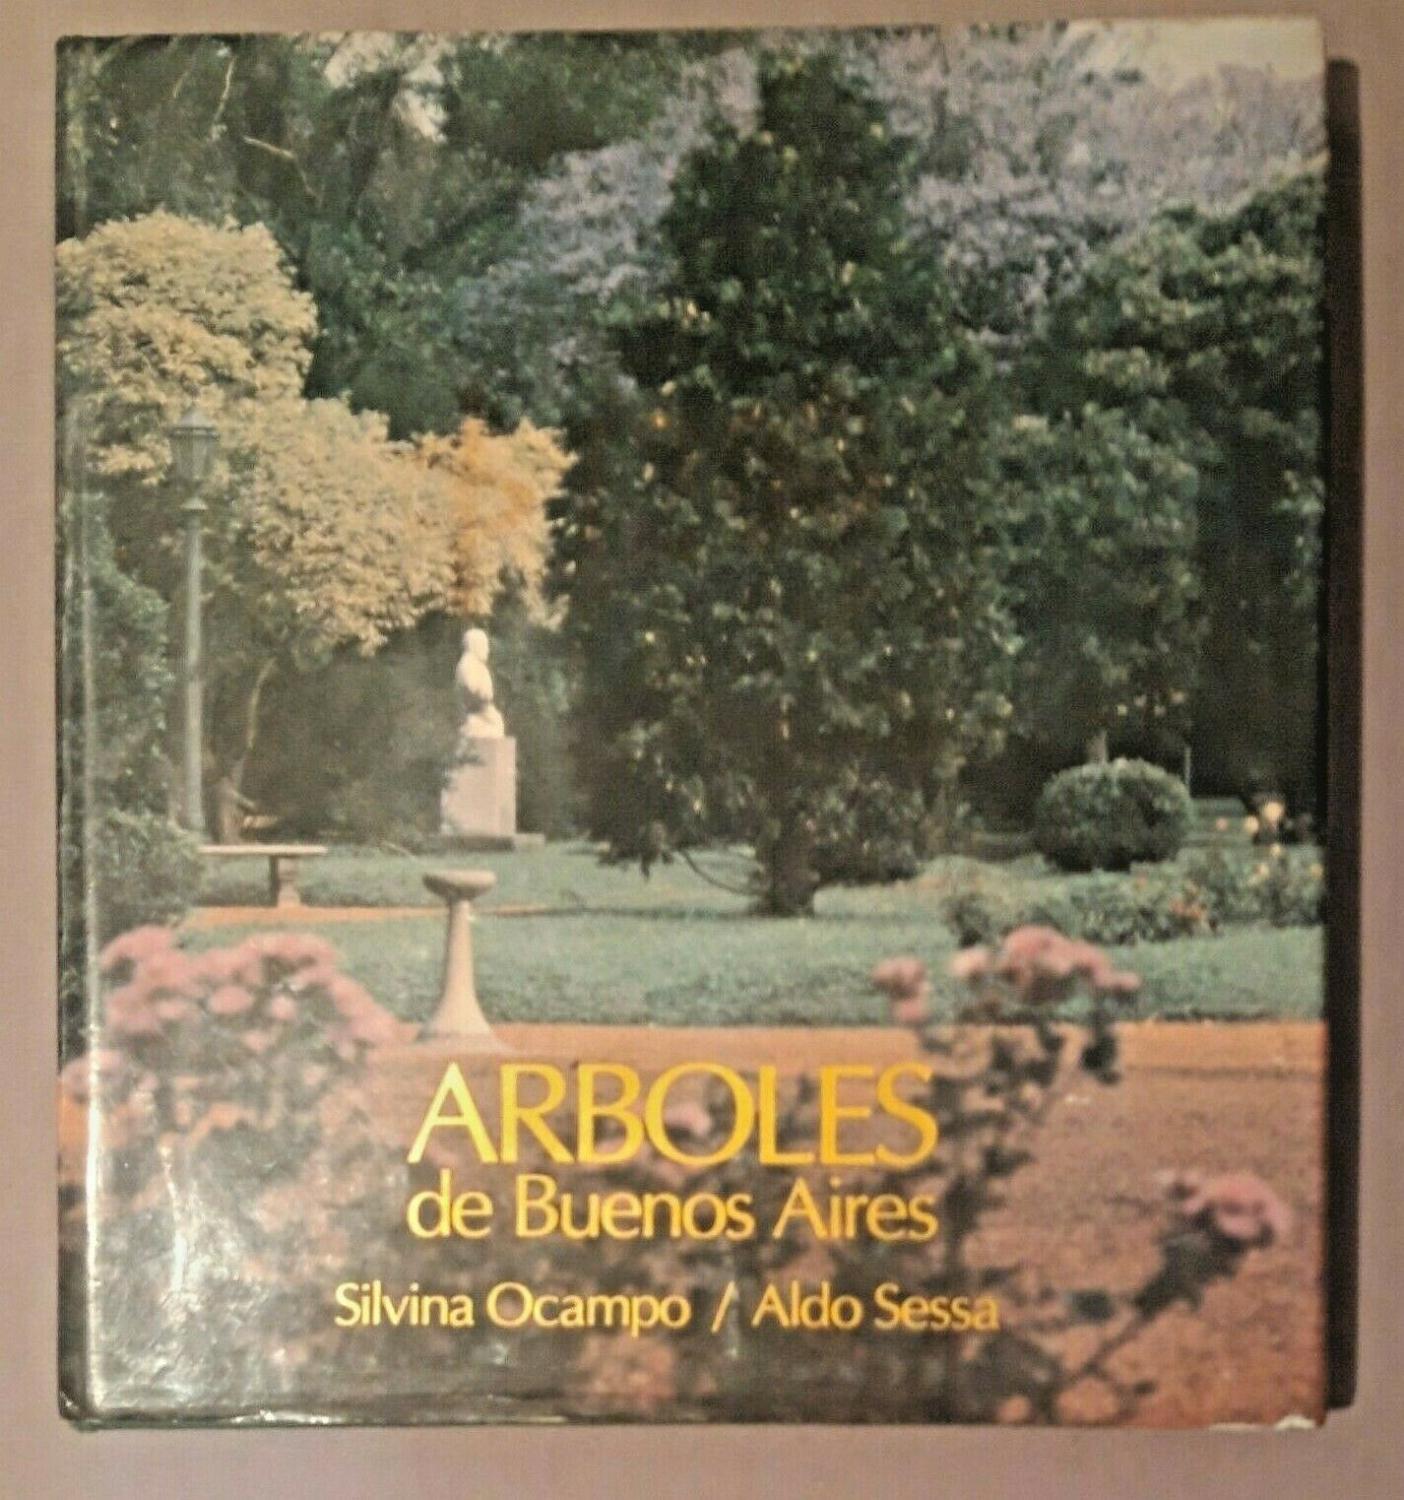 ARBOLES
de Buenos Aires
Silvina Ocampo / Aldo Sessa